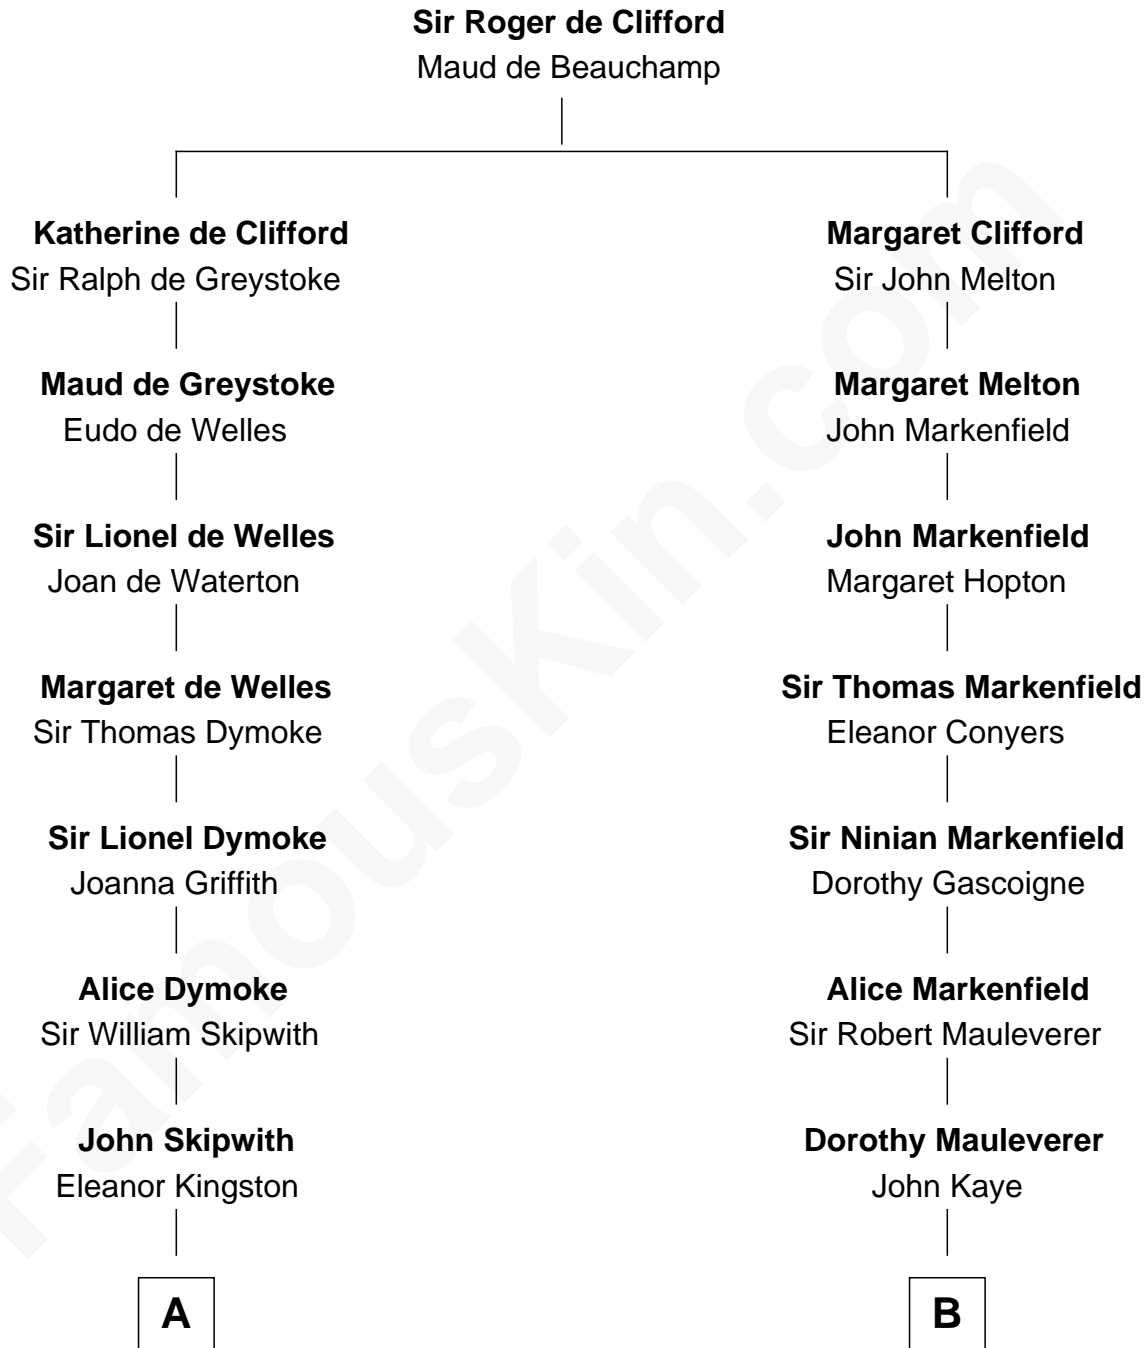 Sir Roger de Clifford
Maud de Beauchamp
Katherine de Clifford
Sir Ralph de Greystoke
Margaret Clifford
Sir John Melton
Maud de Greystoke
Eudo de Welles
Margaret Melton
John Markenfield
Sir Lionel de Welles
Joan de Waterton
John Markenfield
Margaret Hopton
Margaret de Welles
Sir Thomas Dymoke
Sir Thomas Markenfield
Eleanor Conyers
Sir Lionel Dymoke
Joanna Griffith
Sir Ninian Markenfield
Dorothy Gascoigne
Alice Dymoke
Sir William Skipwith
Alice Markenfield
Sir Robert Mauleverer
John Skipwith
Eleanor Kingston
Dorothy Mauleverer
John Kaye
A
B
FamousKin.com